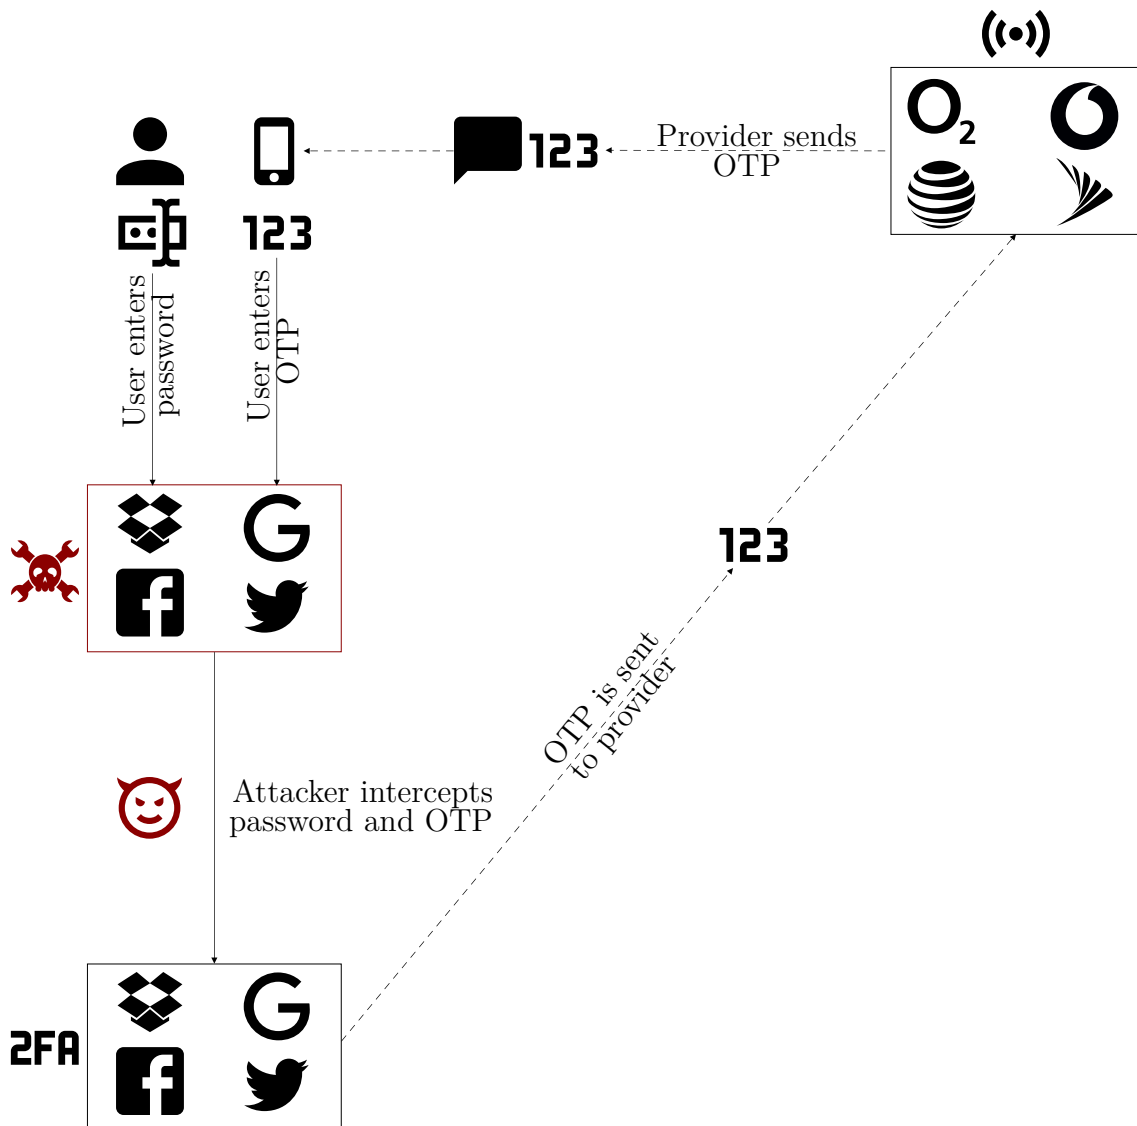 O2
Provider sends
OTP
123
123
User enters
password
User enters
OTP
G
f
123
OTP is sent
to provider
Attacker intercepts
password and OTP
2FA
G
f